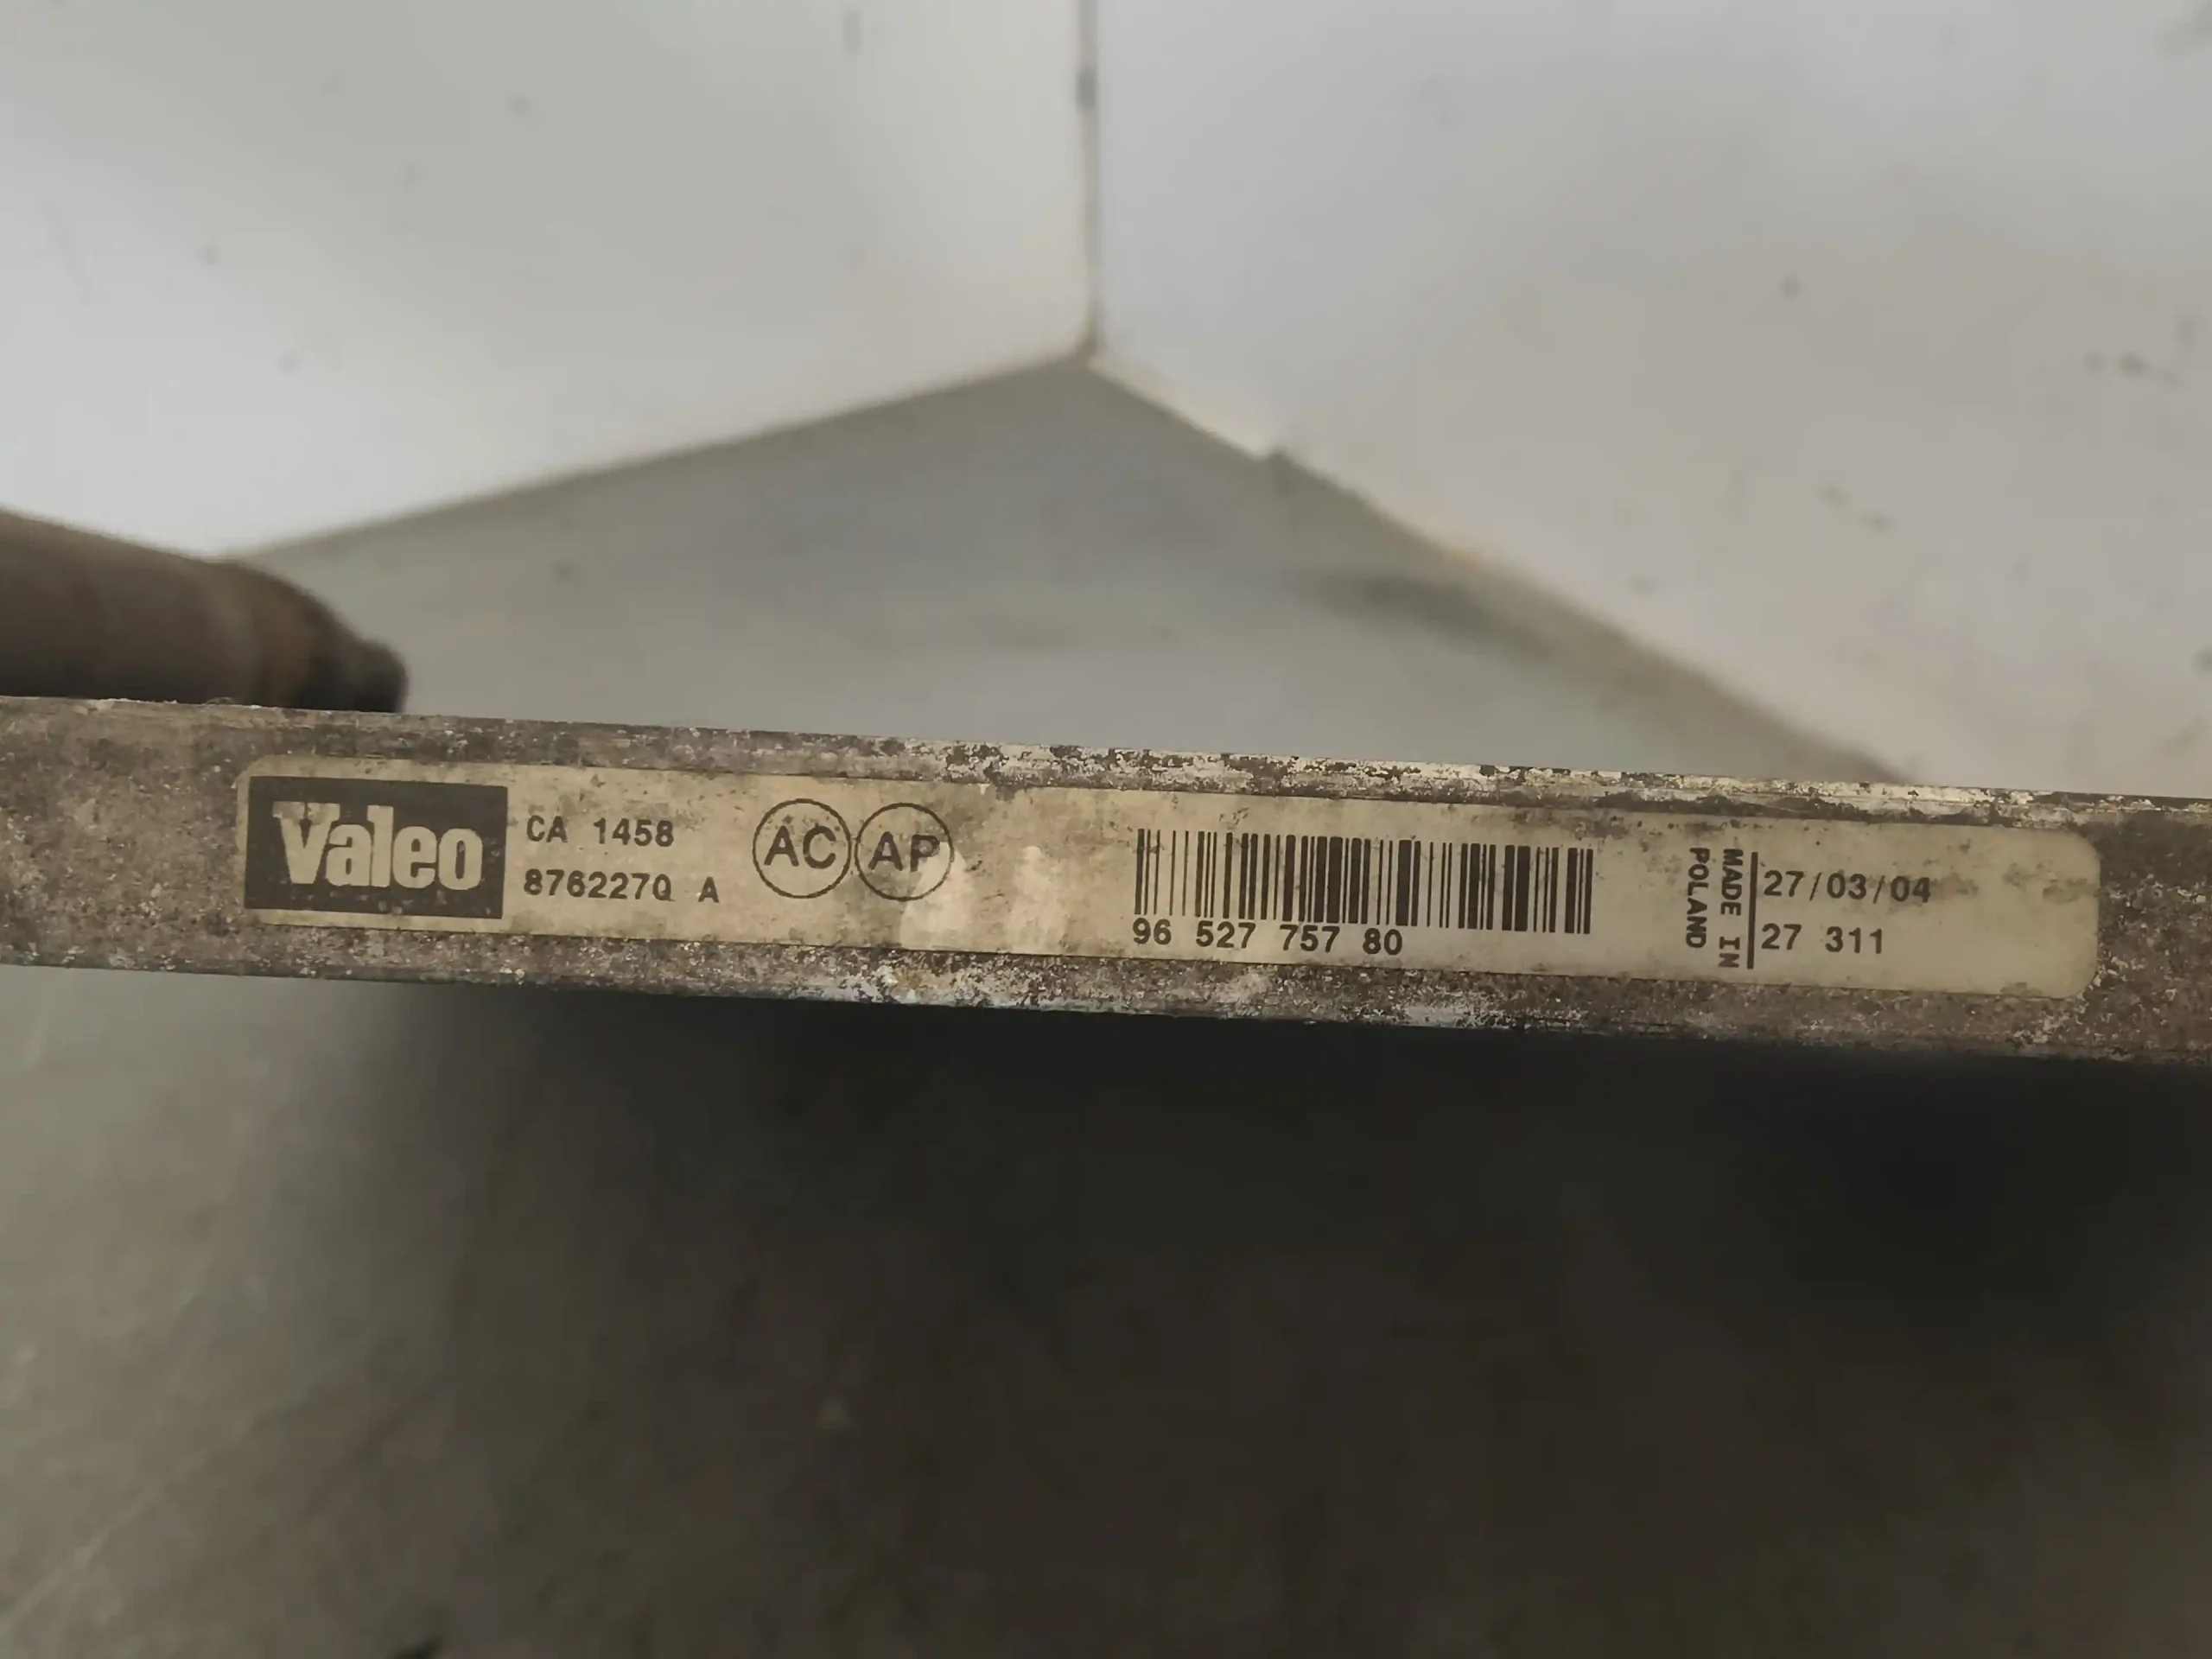 Valeo
CA 1458
876227Q A
AC AP
96 527 757 80
MADE IN
POLAND
27/03/04
27 311